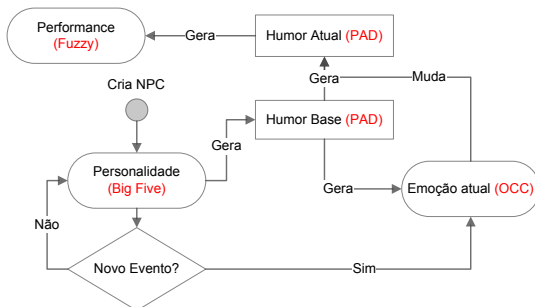 Performance
(Fuzzy)
Gera
Humor Atual (PAD)
Cria NPC
Gera
Muda
Humor Base (PAD)
Gera
Personalidade
(Big Five)
Gera
Emoção atual (OCC)
Não
Novo Evento?
Sim